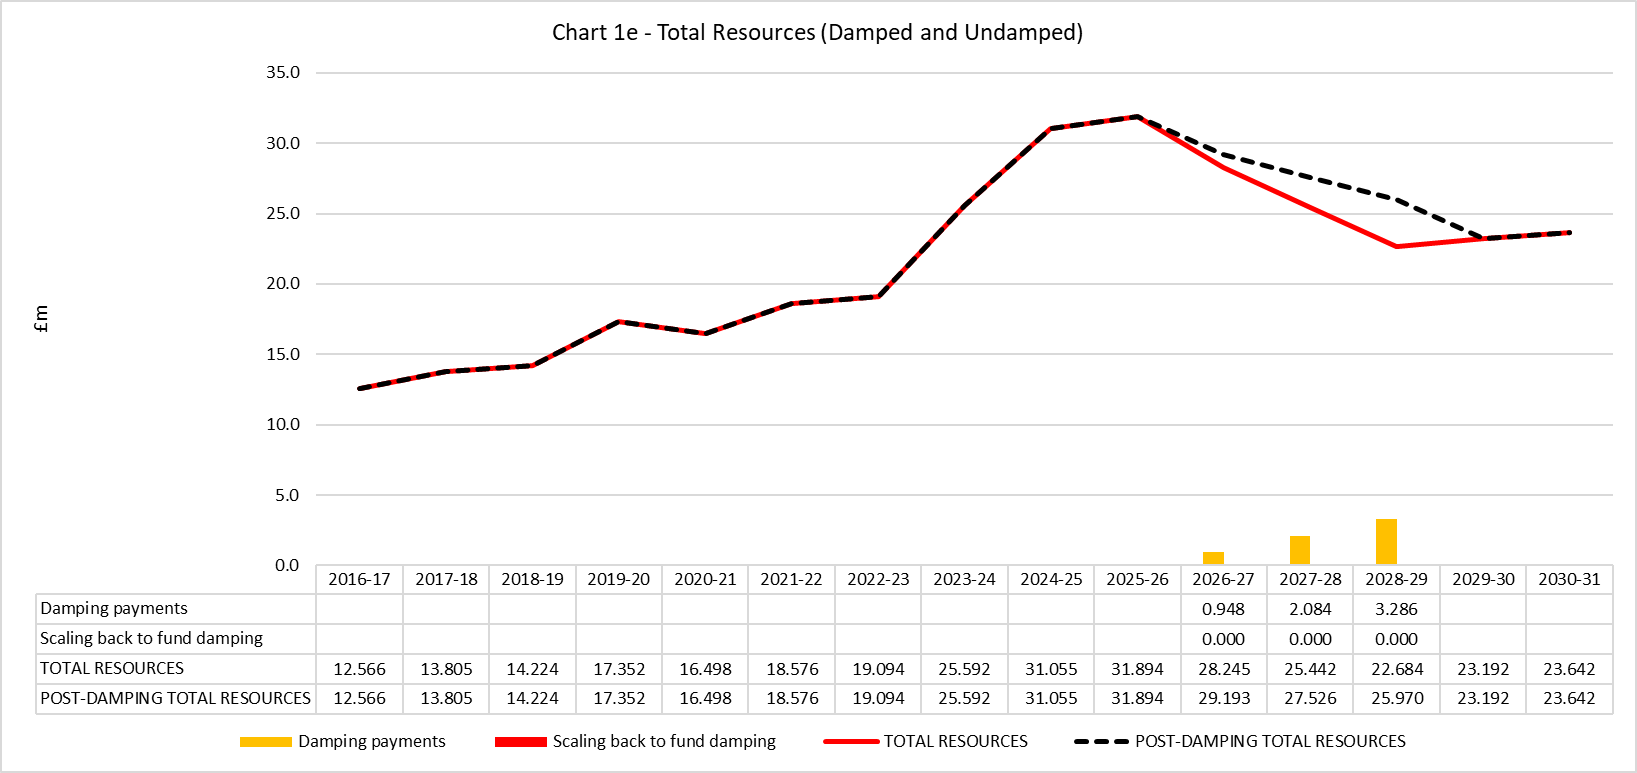 Chart 1e - Total Resources (Damped and Undamped)
35.0
30.0
25.0
20.0
15.0
10.0
5.0
0.0
£m
2016-17 2017-18 2018-19 2019-20 2020-21 2021-22 2022-23 2023-24 2024-25 2025-26 2026-27 2027-28 2028-29 2029-30 2030-31
Damping payments 0.948 2.084 3.286
Scaling back to fund damping 0.000 0.000 0.000
TOTAL RESOURCES 12.566 13.805 14.224 17.352 16.498 18.576 19.094 25.592 31.055 31.894 28.245 25.442 22.684 23.192 23.642
POST-DAMPING TOTAL RESOURCES 12.566 13.805 14.224 17.352 16.498 18.576 19.094 25.592 31.055 31.894 29.193 27.526 25.970 23.192 23.642
Damping payments Scaling back to fund damping TOTAL RESOURCES POST-DAMPING TOTAL RESOURCES